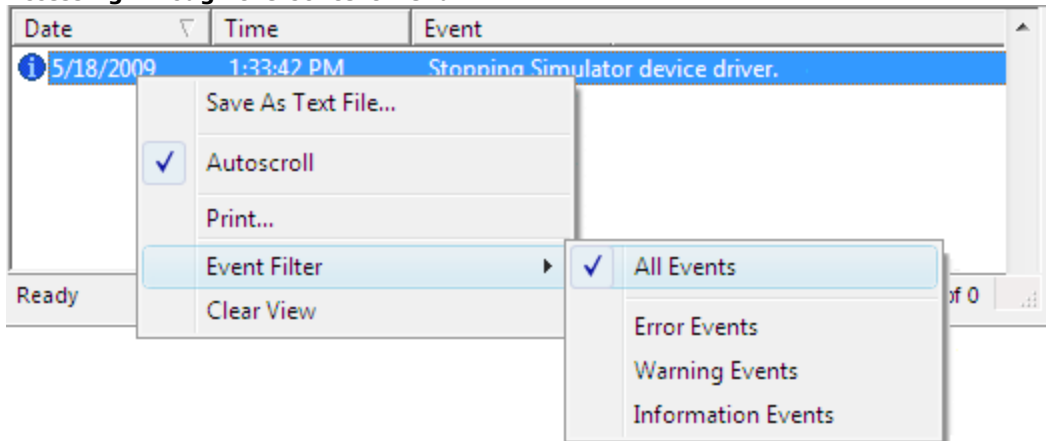 Date Time Event
5/18/2009 1:33:42 PM Stopping Simulator device driver.
Save As Text File...
Autoscroll
Print...
Event Filter
All Events
Ready
Clear View
of 0
Error Events
Warning Events
Information Events